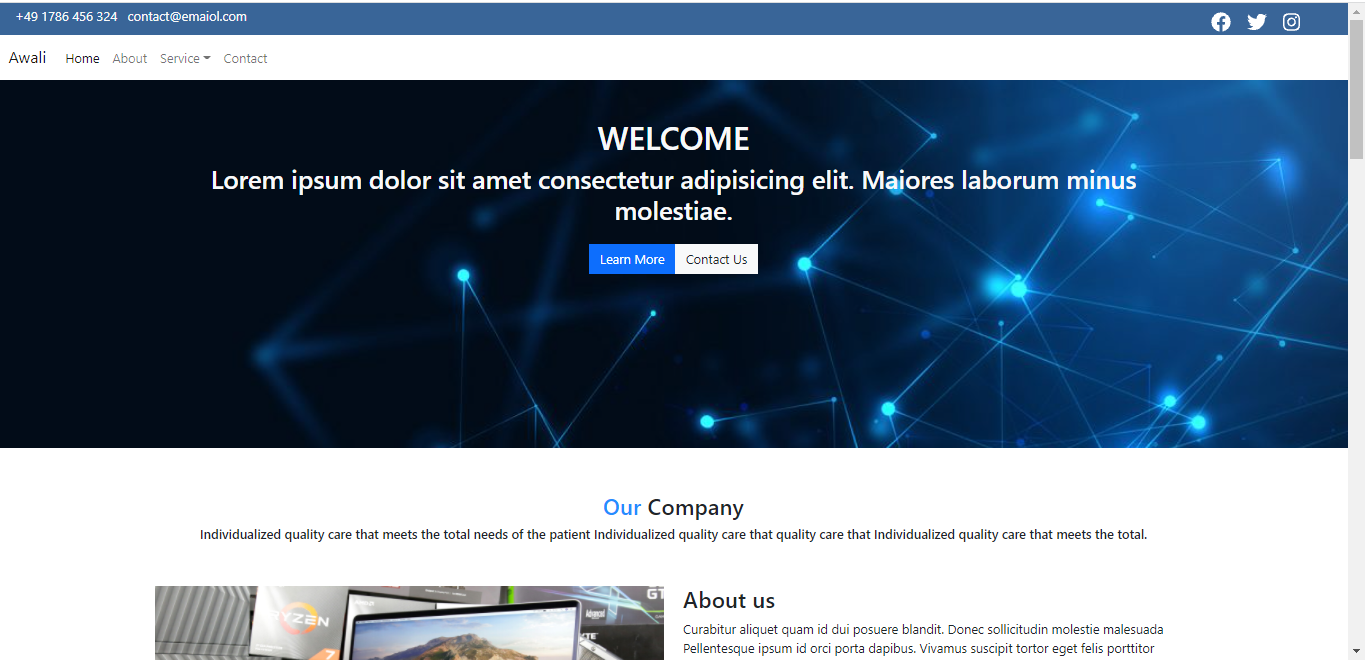 +49 1786 456 324 contact@emaiol.com
Awali Home About Service Contact
WELCOME
Lorem ipsum dolor sit amet consectetur adipisicing elit. Maiores laborum minus
molestiae.
Learn More Contact Us
Our Company
Individualized quality care that meets the total needs of the patient Individualized quality care that quality care that Individualized quality care that meets the total.
RYZEN
7
GT
Advanced
About us
Curabitur aliquet quam id dui posuere blandit. Donec sollicitudin molestie malesuada
Pellentesque ipsum id orci porta dapibus. Vivamus suscipit tortor eget felis porttitor